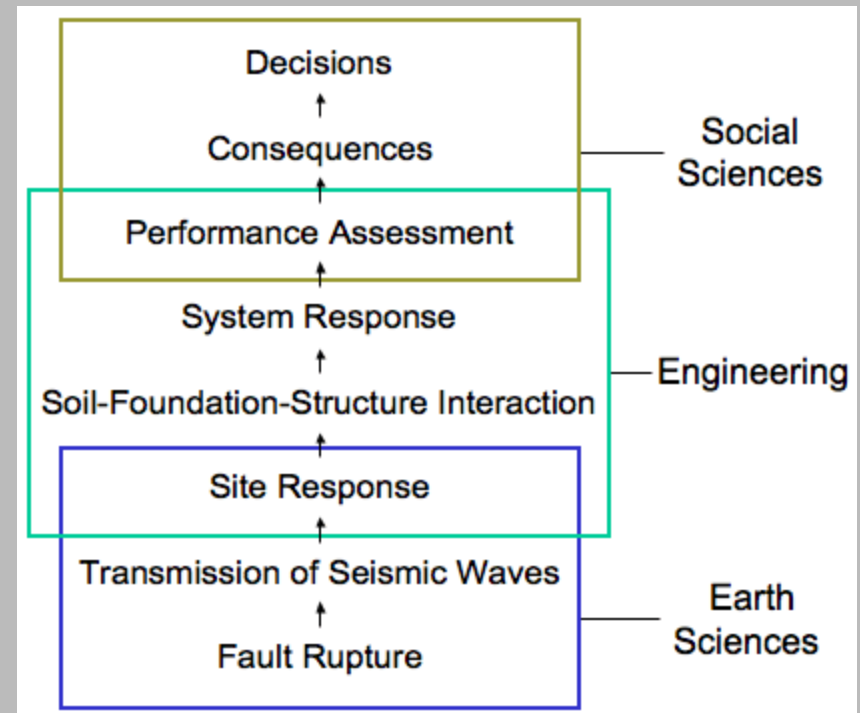 Decisions
Consequences
Social
Sciences
Performance Assessment
System Response
Engineering
Soil-Foundation-Structure Interaction
Site Response
Transmission of Seismic Waves
Earth
Sciences
Fault Rupture